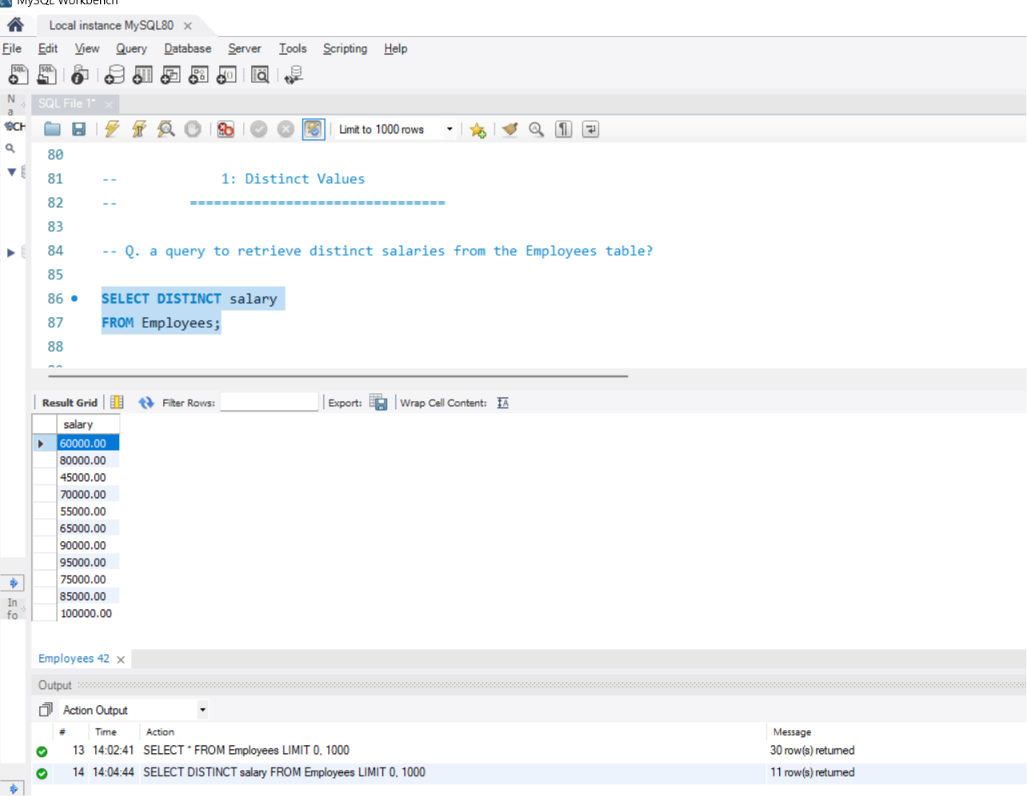 MySQL Workbench
Local instance MySQL80
File Edit View Query Database Server Tools Scripting Help
SQL File 1*
Limit to 1000 rows
80
81 -- 1: Distinct Values
82 -- ================================
83
84 -- Q. a query to retrieve distinct salaries from the Employees table?
85
86 SELECT DISTINCT salary
87 FROM Employees;
88
Result Grid Filter Rows: Export: Wrap Cell Content:
salary
60000.00
80000.00
45000.00
70000.00
55000.00
65000.00
90000.00
95000.00
75000.00
85000.00
100000.00
Employees 42
Output
Action Output
# Time Action Message
13 14:02:41 SELECT * FROM Employees LIMIT 0, 1000 30 row(s) returned
14 14:04:44 SELECT DISTINCT salary FROM Employees LIMIT 0, 1000 11 row(s) returned
Na
SCH
Info